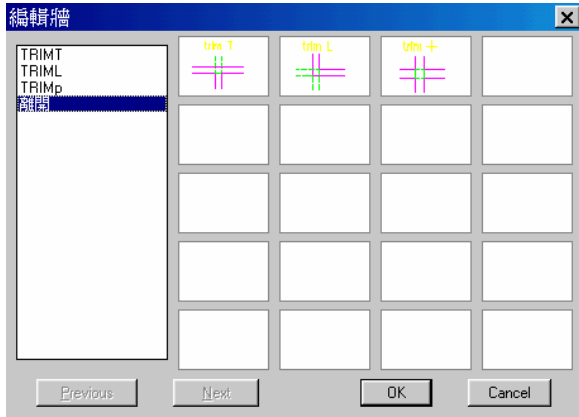 編輯牆
TRIMT
TRIML
TRIMp
離開
trim T
trim L
trim +
Previous
Next
OK
Cancel